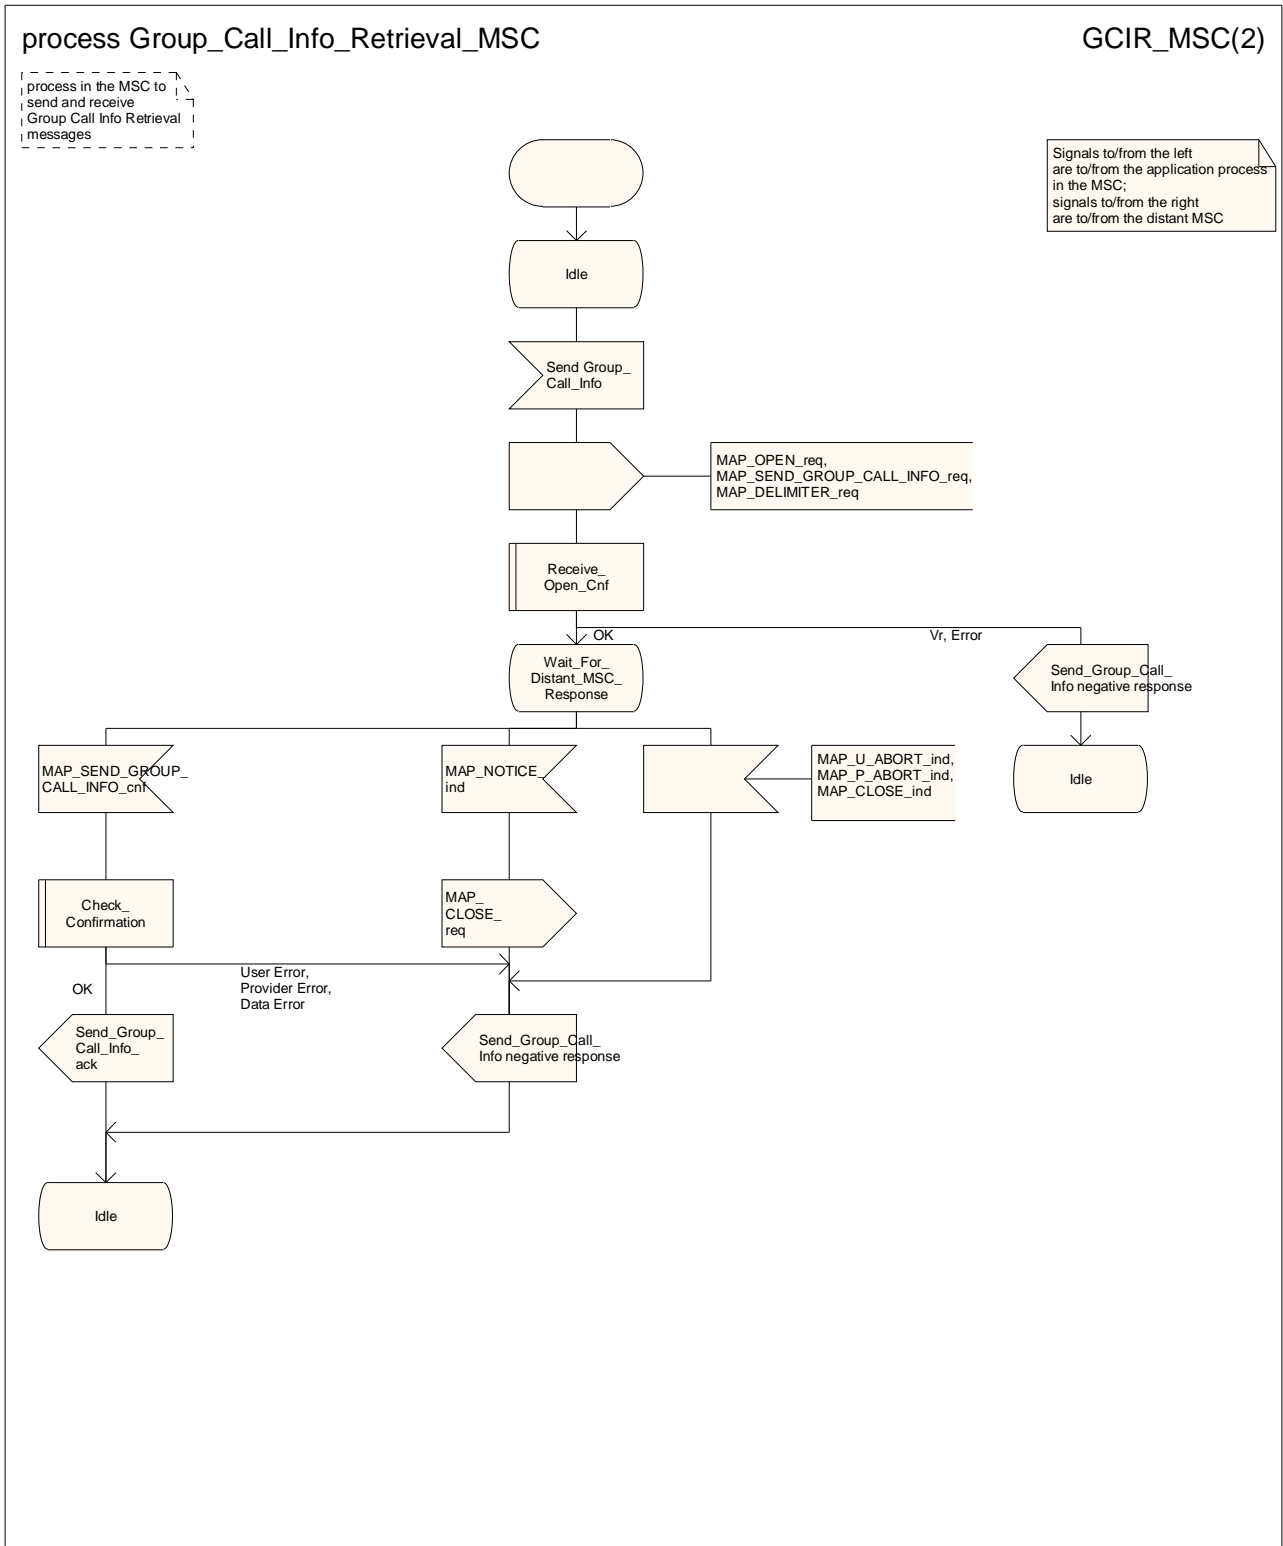 process Group_Call_Info_Retrieval_MSC
GCIR_MSC(2)
process in the MSC to
send and receive
Group Call Info Retrieval
messages
Signals to/from the left
are to/from the application process
in the MSC;
signals to/from the right
are to/from the distant MSC
Idle
Send Group_
Call_Info
MAP_OPEN_req,
MAP_SEND_GROUP_CALL_INFO_req,
MAP_DELIMITER_req
Receive_
Open_Cnf
OK
Vr, Error
Wait_For_
Distant_MSC_
Response
Send_Group_Call_
Info negative response
MAP_SEND_GROUP_
CALL_INFO_cnf
MAP_NOTICE_
ind
MAP_U_ABORT_ind,
MAP_P_ABORT_ind,
MAP_CLOSE_ind
Idle
Check_
Confirmation
MAP_
CLOSE_
req
User Error,
Provider Error,
Data Error
OK
Send_Group_
Call_Info_
ack
Send_Group_Call_
Info negative response
Idle